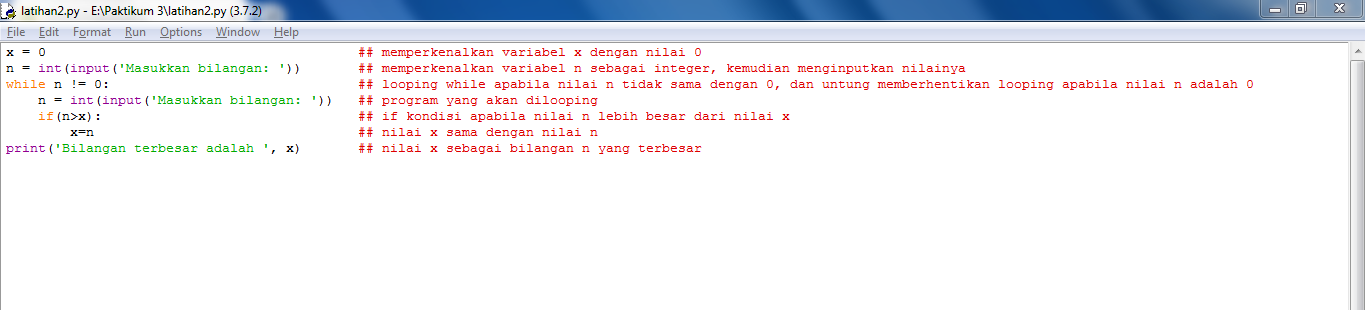 latihan2.py - E:\Paktikum 3\latihan2.py (3.7.2)
File Edit Format Run Options Window Help
x = 0 ## memperkenalkan variabel x dengan nilai 0
n = int(input('Masukkan bilangan: ')) ## memperkenalkan variabel n sebagai integer, kemudian menginputkan nilainya
while n != 0: ## looping while apabila nilai n tidak sama dengan 0, dan untung memberhentikan looping apabila nilai n adalah 0
    n = int(input('Masukkan bilangan: ')) ## program yang akan dilooping
    if(n>x): ## if kondisi apabila nilai n lebih besar dari nilai x
        x=n ## nilai x sama dengan nilai n
print('Bilangan terbesar adalah ', x) ## nilai x sebagai bilangan n yang terbesar